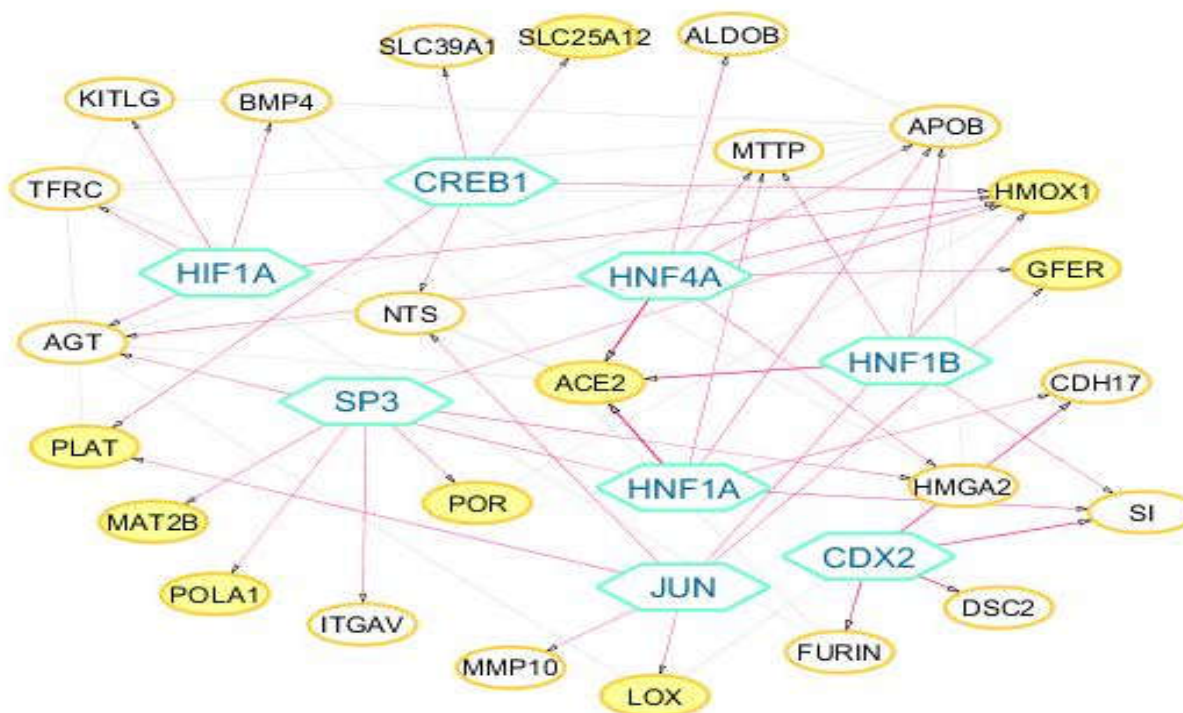 SLC39A1
SLC25A12
ALDOB
KITLG
BMP4
APOB
MTTP
TFRC
CREB1
HMOX1
HIF1A
HNF4A
GFER
NTS
AGT
HNF1B
ACE2
CDH17
SP3
PLAT
HNF1A
HMGA2
POR
SI
MAT2B
CDX2
JUN
POLA1
DSC2
ITGAV
FURIN
MMP10
LOX